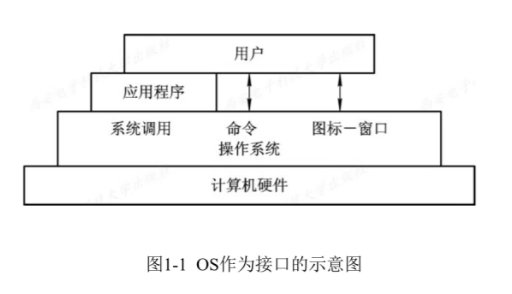 用户
应用程序
系统调用 命令 图标－窗口
操作系统
计算机硬件
图1-1 OS作为接口的示意图